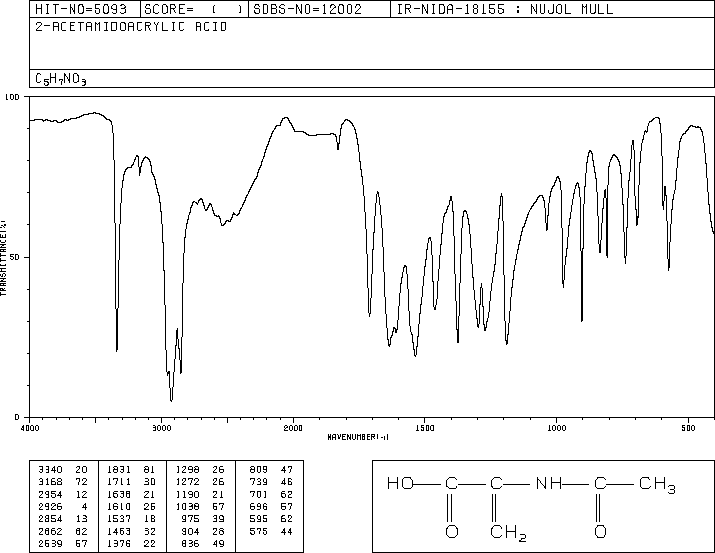 HIT-NO=5093 SCORE= ( ) SDBS-NO=12002 IR-NIDA-18155 : NUJOL MULL
2-ACETAMIDOACRYLIC ACID
C5H7NO3
100
50
0
TRANSMITTANCE(%)
4000 3000 2000 1500 1000 500
WAVENUMBER(-1)
3340 20 1831 81 1298 26 809 47
3168 72 1711 30 1272 26 739 46
2954 12 1638 21 1190 21 701 62
2926 4 1610 26 1038 57 696 57
2854 13 1537 18 975 39 595 62
2662 62 1463 32 904 28 575 44
2539 57 1376 22 836 49
HO C C NH C CH3
O CH2 O